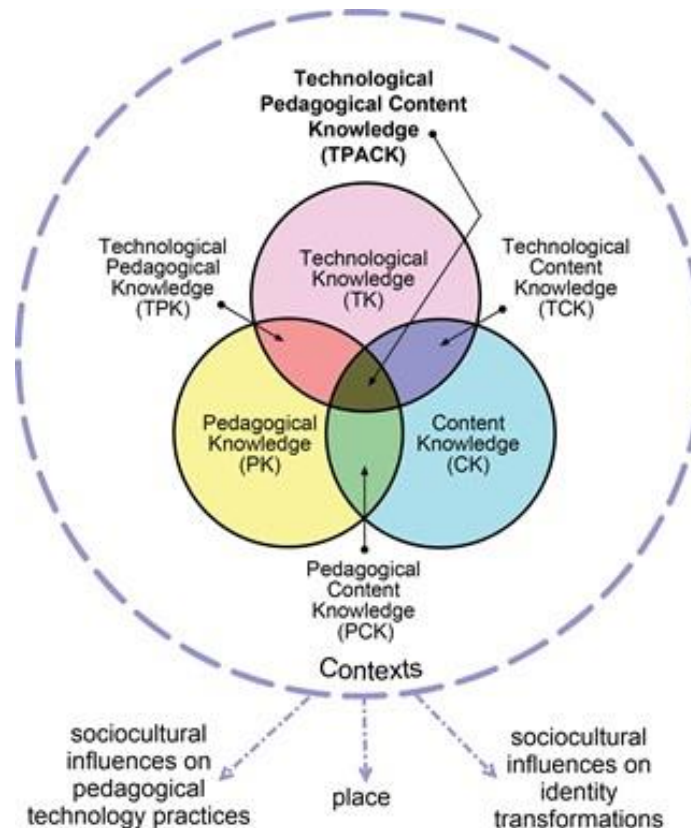 Technological
Pedagogical Content
Knowledge
(TPACK)
Technological
Pedagogical
Knowledge
(TPK)
Technological
Knowledge
(TK)
Technological
Content
Knowledge
(TCK)
Pedagogical
Knowledge
(PK)
Content
Knowledge
(CK)
Pedagogical
Content
Knowledge
(PCK)
Contexts
sociocultural
influences on
pedagogical
technology practices
place
sociocultural
influences on
identity
transformations